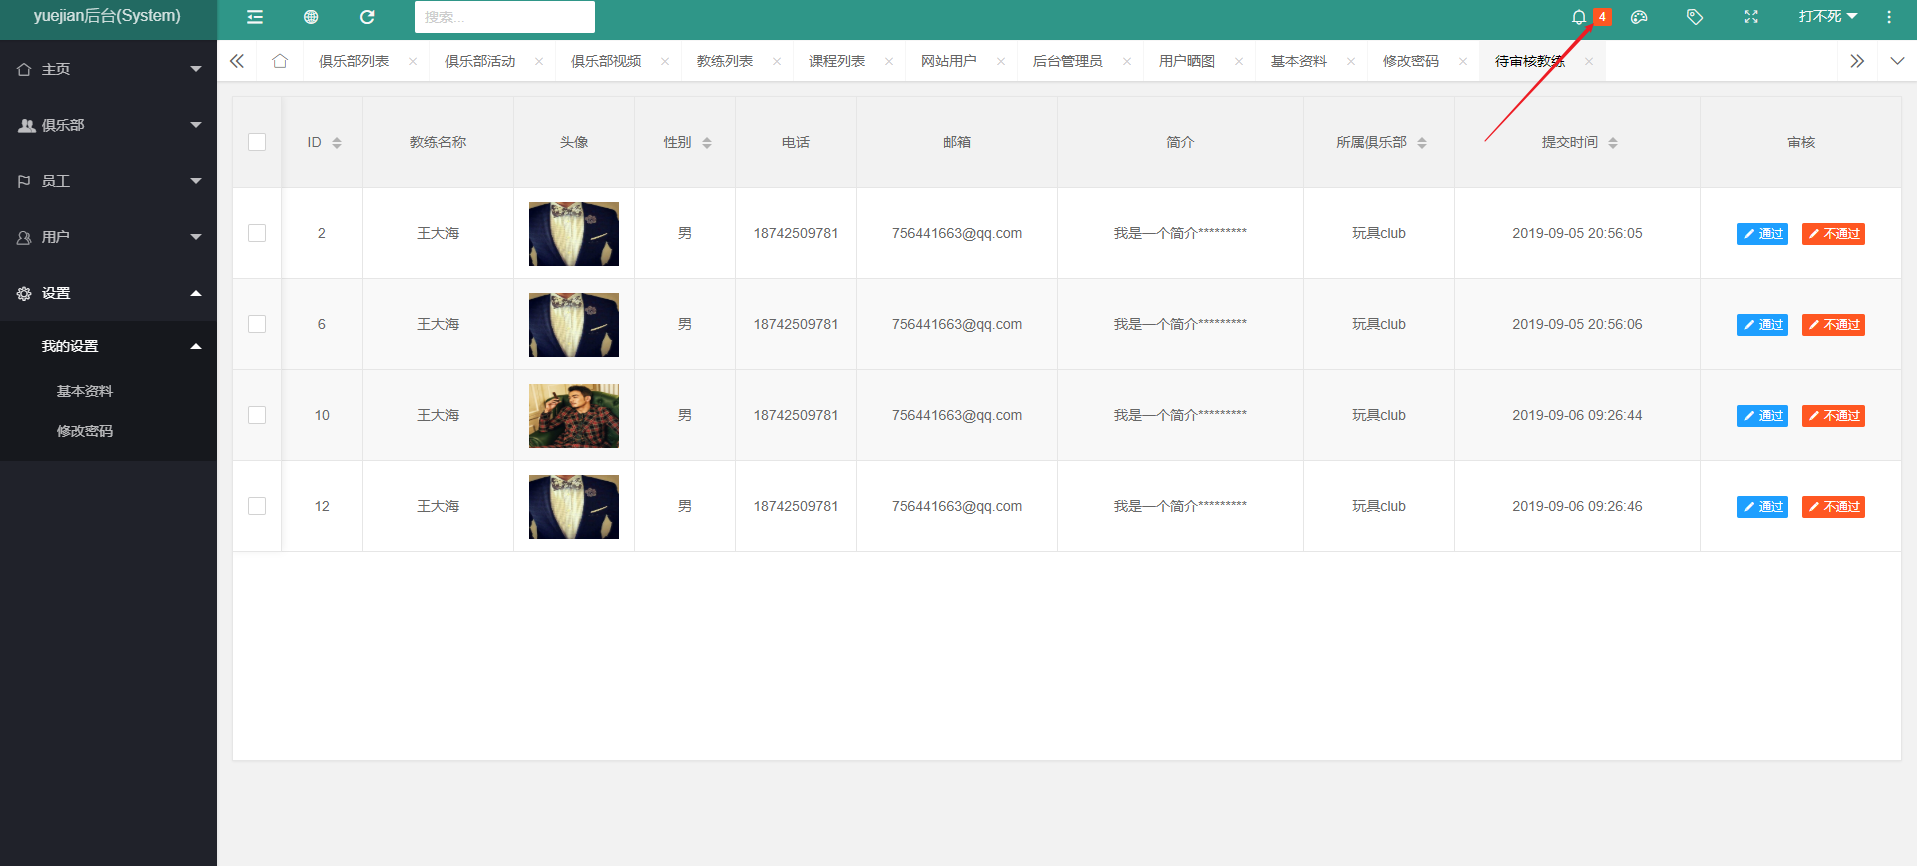 yuejian后台(System)
搜索...
4
打不死
主页
俱乐部
员工
用户
设置
我的设置
基本资料
修改密码
俱乐部列表 俱乐部活动 俱乐部视频 教练列表 课程列表 网站用户 后台管理员 用户晒图 基本资料 修改密码 待审核教练
ID 教练名称 头像 性别 电话 邮箱 简介 所属俱乐部 提交时间 审核
2 王大海 男 18742509781 756441663@qq.com 我是一个简介********* 玩具club 2019-09-05 20:56:05 通过 不通过
6 王大海 男 18742509781 756441663@qq.com 我是一个简介********* 玩具club 2019-09-05 20:56:06 通过 不通过
10 王大海 男 18742509781 756441663@qq.com 我是一个简介********* 玩具club 2019-09-06 09:26:44 通过 不通过
12 王大海 男 18742509781 756441663@qq.com 我是一个简介********* 玩具club 2019-09-06 09:26:46 通过 不通过